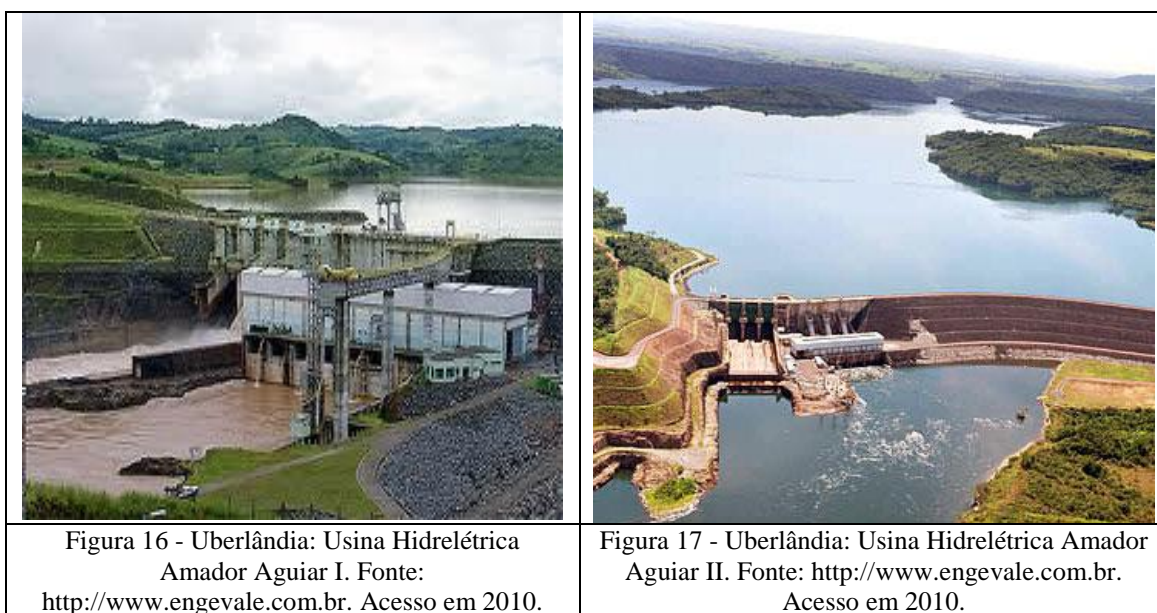 Figura 16 - Uberlândia: Usina Hidrelétrica
Amador Aguiar I. Fonte:
http://www.engevale.com.br. Acesso em 2010.
Figura 17 - Uberlândia: Usina Hidrelétrica Amador
Aguiar II. Fonte: http://www.engevale.com.br.
Acesso em 2010.